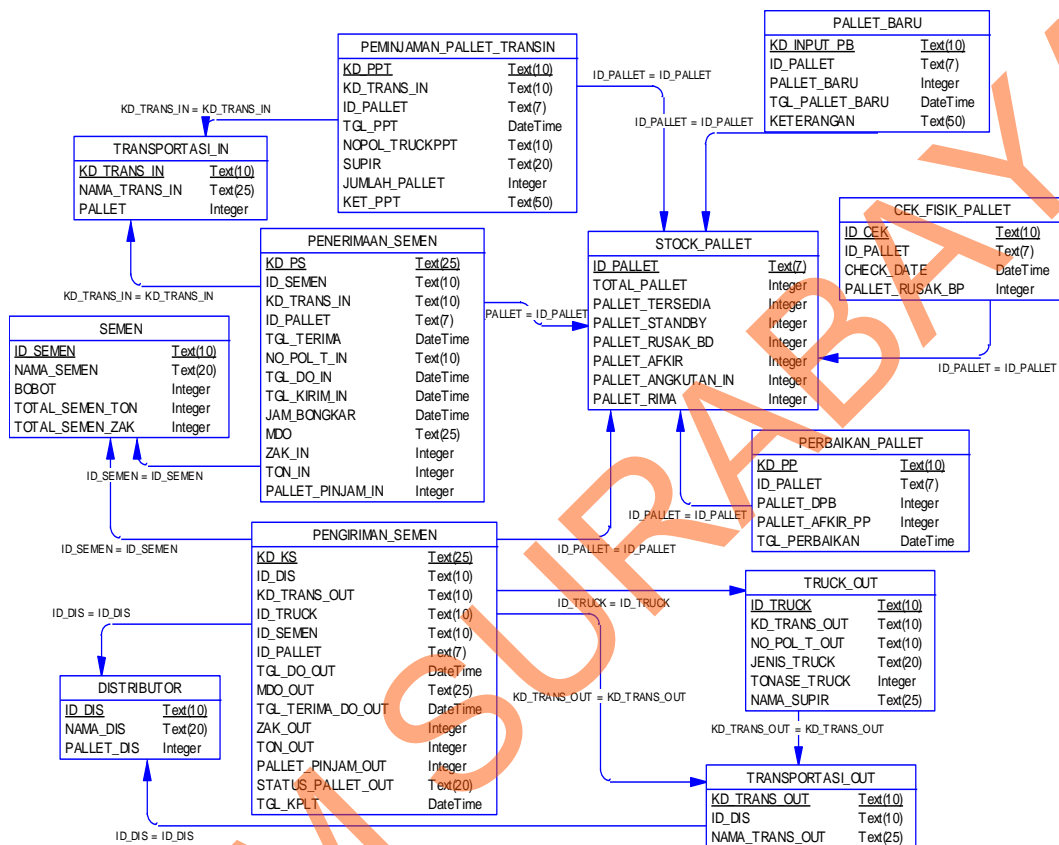 PALLET_BARU
KD_INPUT_PB Text(10)
ID_PALLET Text(7)
PALLET_BARU Integer
TGL_PALLET_BARU DateTime
KETERANGAN Text(50)
PEMINJAMAN_PALLET_TRANSIN
KD_PPT Text(10)
KD_TRANS_IN Text(10)
ID_PALLET Text(7)
TGL_PPT DateTime
NOPOL_TRUCKPPT Text(10)
SUPIR Text(20)
JUMLAH_PALLET Integer
KET_PPT Text(50)
ID_PALLET = ID_PALLET
ID_PALLET = ID_PALLET
KD_TRANS_IN = KD_TRANS_IN
TRANSPORTASI_IN
KD_TRANS_IN Text(10)
NAMA_TRANS_IN Text(25)
PALLET Integer
KD_TRANS_IN = KD_TRANS_IN
PENERIMAAN_SEMEN
KD_PS Text(25)
ID_SEMEN Text(10)
KD_TRANS_IN Text(10)
ID_PALLET Text(7)
TGL_TERIMA DateTime
NO_POL_T_IN Text(10)
TGL_DO_IN DateTime
TGL_KIRIM_IN DateTime
JAM_BONGKAR DateTime
MDO Text(25)
ZAK_IN Integer
TON_IN Integer
PALLET_PINJAM_IN Integer
PALLET = ID_PALLET
STOCK_PALLET
ID_PALLET Text(7)
TOTAL_PALLET Integer
PALLET_TERSEDIA Integer
PALLET_STANDBY Integer
PALLET_RUSAK_BD Integer
PALLET_AFKIR Integer
PALLET_ANGKUTAN_IN Integer
PALLET_RIMA Integer
CEK_FISIK_PALLET
ID_CEK Text(10)
ID_PALLET Text(7)
CHECK_DATE DateTime
PALLET_RUSAK_BP Integer
ID_PALLET = ID_PALLET
SEMEN
ID_SEMEN Text(10)
NAMA_SEMEN Text(20)
BOBOT Integer
TOTAL_SEMEN_TON Integer
TOTAL_SEMEN_ZAK Integer
ID_SEMEN = ID_SEMEN
ID_SEMEN = ID_SEMEN
PERBAIKAN_PALLET
KD_PP Text(10)
ID_PALLET Text(7)
PALLET_DPB Integer
PALLET_AFKIR_PP Integer
TGL_PERBAIKAN DateTime
ID_PALLET = ID_PALLET
ID_PALLET = ID_PALLET
PENGIRIMAN_SEMEN
KD_KS Text(25)
ID_DIS Text(10)
KD_TRANS_OUT Text(10)
ID_TRUCK Text(10)
ID_SEMEN Text(10)
ID_PALLET Text(7)
TGL_DO_OUT DateTime
MDO_OUT Text(25)
TGL_TERIMA_DO_OUT DateTime
ZAK_OUT Integer
TON_OUT Integer
PALLET_PINJAM_OUT Integer
STATUS_PALLET_OUT Text(20)
TGL_KPLT DateTime
ID_TRUCK = ID_TRUCK
TRUCK_OUT
ID_TRUCK Text(10)
KD_TRANS_OUT Text(10)
NO_POL_T_OUT Text(10)
JENIS_TRUCK Text(20)
TONASE_TRUCK Integer
NAMA_SUPIR Text(25)
ID_DIS = ID_DIS
DISTRIBUTOR
ID_DIS Text(10)
NAMA_DIS Text(20)
PALLET_DIS Integer
KD_TRANS_OUT = KD_TRANS_OUT
KD_TRANS_OUT = KD_TRANS_OUT
TRANSPORTASI_OUT
KD_TRANS_OUT Text(10)
ID_DIS Text(10)
NAMA_TRANS_OUT Text(25)
ID_DIS = ID_DIS
M SURABAYA